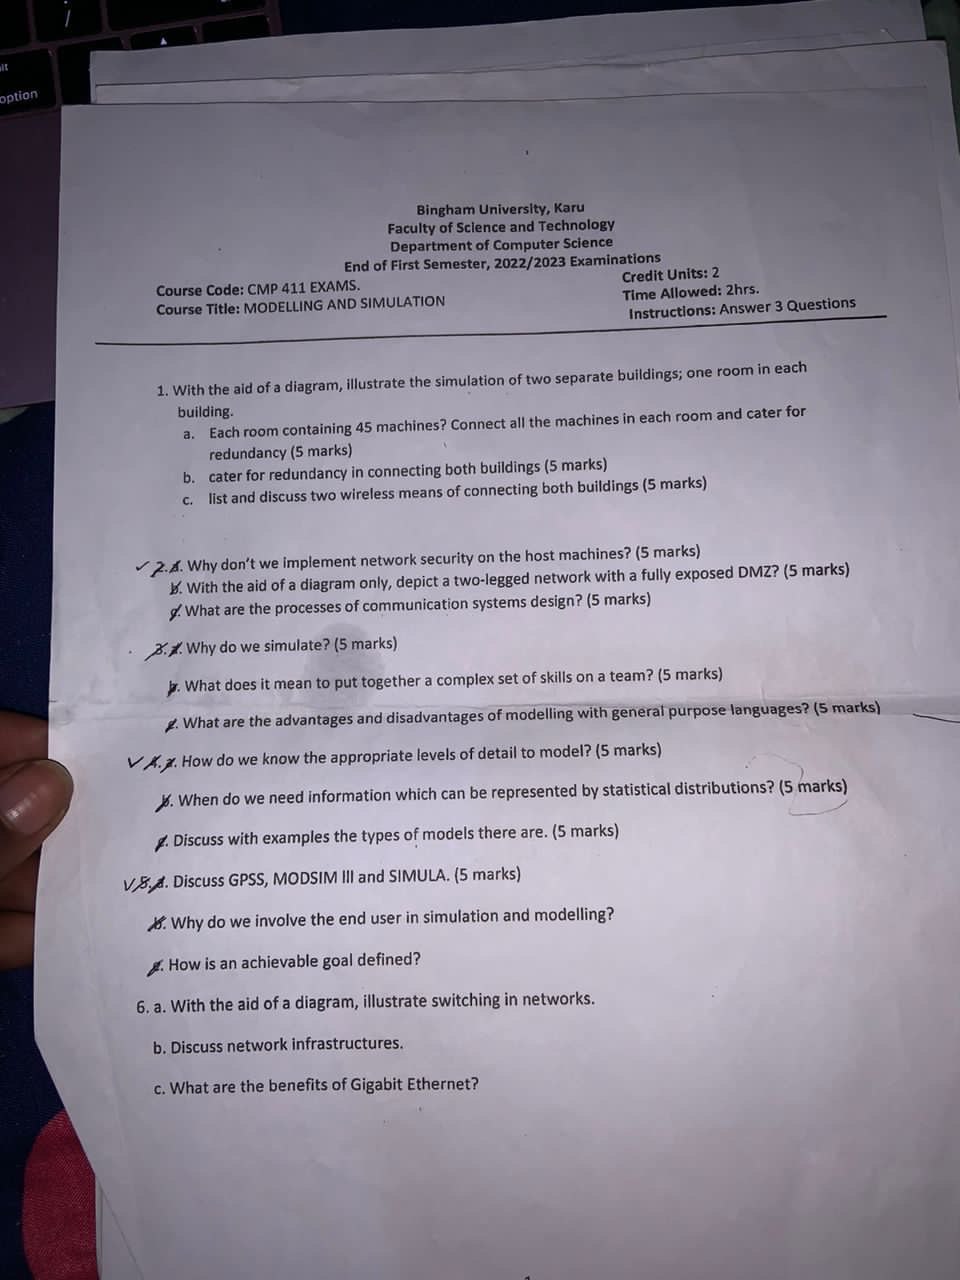 option
Bingham University, Karu
Faculty of Science and Technology
Department of Computer Science
End of First Semester, 2022/2023 Examinations
Course Code: CMP 411 EXAMS.
Credit Units: 2
Course Title: MODELLING AND SIMULATION
Time Allowed: 2hrs.
Instructions: Answer 3 Questions
1. With the aid of a diagram, illustrate the simulation of two separate buildings; one room in each
building.
a. Each room containing 45 machines? Connect all the machines in each room and cater for
redundancy (5 marks)
b. cater for redundancy in connecting both buildings (5 marks)
c. list and discuss two wireless means of connecting both buildings (5 marks)
2.a. Why don't we implement network security on the host machines? (5 marks)
b. With the aid of a diagram only, depict a two-legged network with a fully exposed DMZ? (5 marks)
c. What are the processes of communication systems design? (5 marks)
3.a. Why do we simulate? (5 marks)
b. What does it mean to put together a complex set of skills on a team? (5 marks)
c. What are the advantages and disadvantages of modelling with general purpose languages? (5 marks)
4.a. How do we know the appropriate levels of detail to model? (5 marks)
b. When do we need information which can be represented by statistical distributions? (5 marks)
c. Discuss with examples the types of models there are. (5 marks)
5.a. Discuss GPSS, MODSIM III and SIMULA. (5 marks)
b. Why do we involve the end user in simulation and modelling?
c. How is an achievable goal defined?
6. a. With the aid of a diagram, illustrate switching in networks.
b. Discuss network infrastructures.
c. What are the benefits of Gigabit Ethernet?